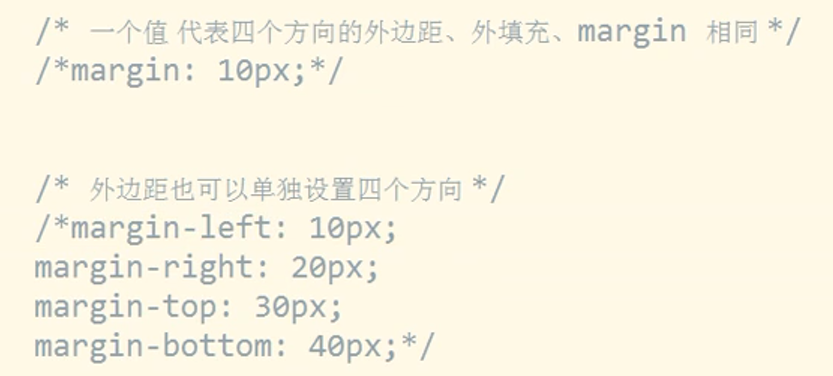 /* 一个值 代表四个方向的外边距、外填充、margin 相同 */
/*margin: 10px;*/
/* 外边距也可以单独设置四个方向 */
/*margin-left: 10px;
margin-right: 20px;
margin-top: 30px;
margin-bottom: 40px;*/